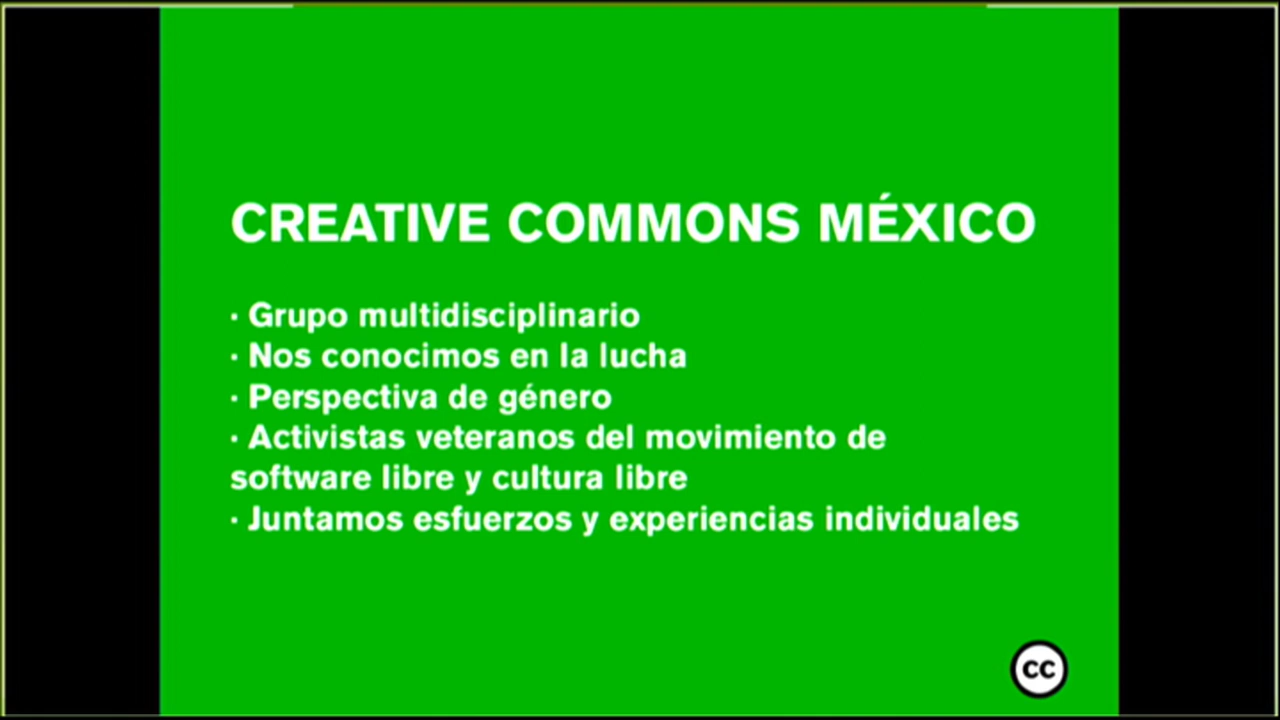 CREATIVE COMMONS MÉXICO
· Grupo multidisciplinario
· Nos conocimos en la lucha
· Perspectiva de género
· Activistas veteranos del movimiento de
software libre y cultura libre
· Juntamos esfuerzos y experiencias individuales
cc